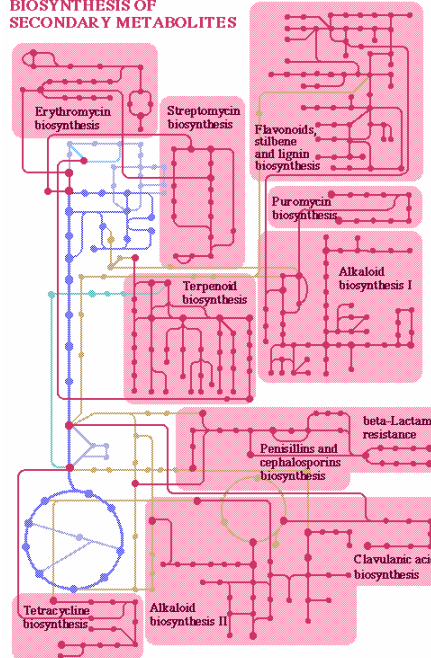 BIOSYNTHESIS OF
SECONDARY METABOLITES
Erythromycin
biosynthesis
Streptomycin
biosynthesis
Flavonoids,
stilbene
and lignin
biosynthesis
Puromycin
biosynthesis
Alkaloid
biosynthesis I
Terpenoid
biosynthesis
beta-Lactam
resistance
Penisillins and
cephalosporins
biosynthesis
Clavulanic acid
biosynthesis
Tetracycline
biosynthesis
Alkaloid
biosynthesis II